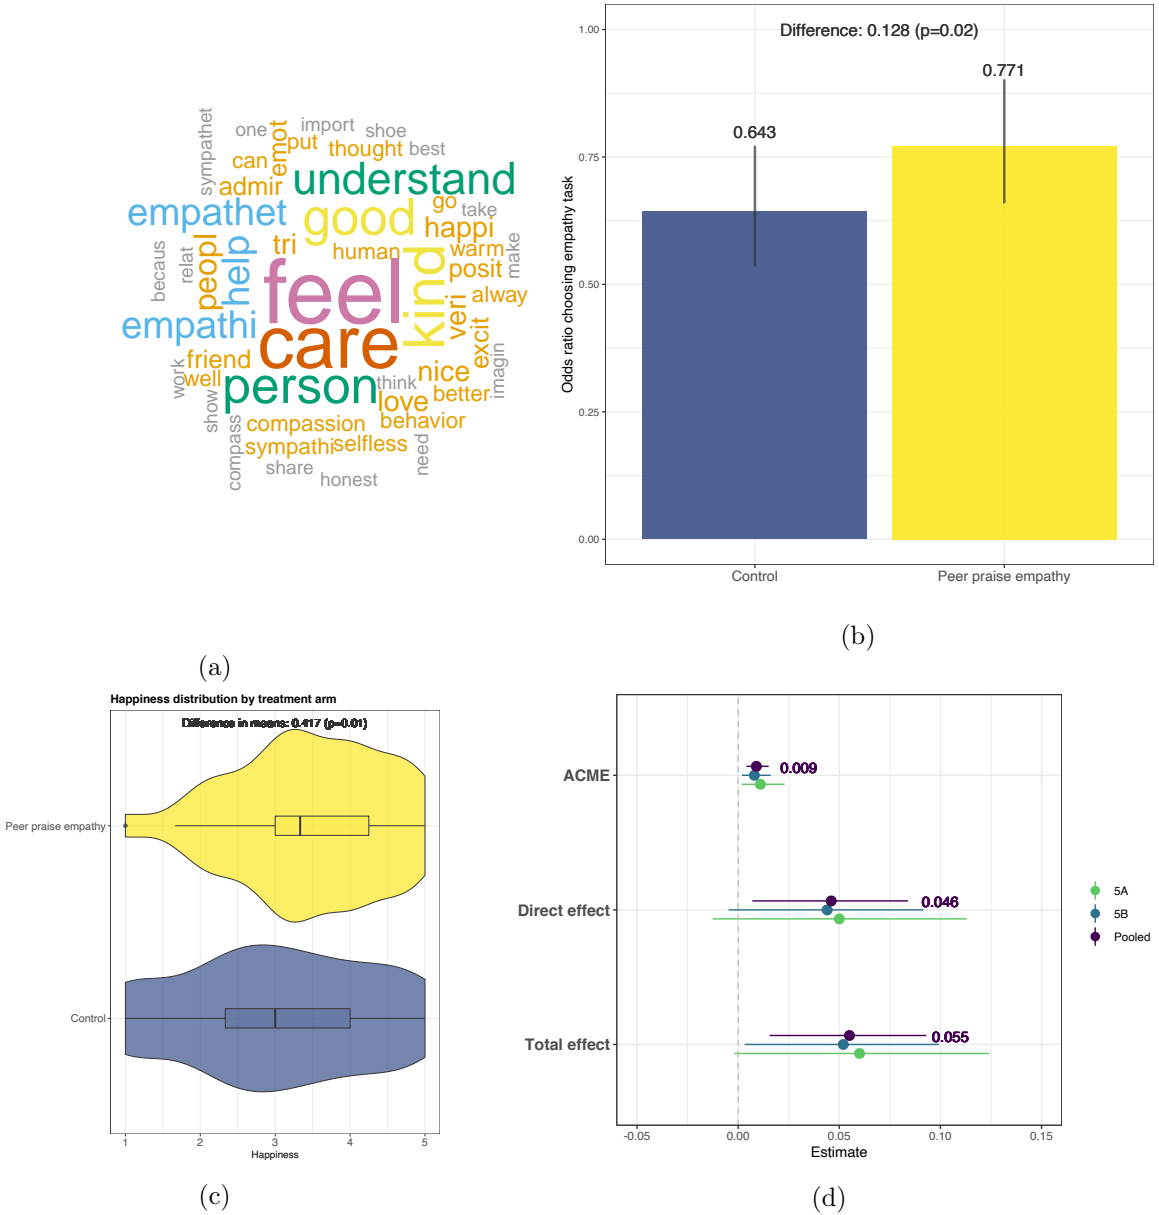 sympathet
one
emot
import
shoe
put
thought
best
can
admir
understand
empathet
good
go
take
happi
becaus
relat
peopl
help
tri
human
kind
warm
make
posit
feel
veri
alway
empathi
care
excit
imagin
work
friend
well
person
think
nice
love
better
show
compass
compassion
behavior
sympathi
selfless
need
share
honest
(a)
1.00
0.75
0.50
0.25
0.00
Odds ratio choosing empathy task
Difference: 0.128 (p=0.02)
0.643
0.771
Control
Peer praise empathy
(b)
Happiness distribution by treatment arm
Difference in means: 0.417 (p=0.01)
Peer praise empathy
Control
1 2 3 4 5
Happiness
(c)
ACME
0.009
Direct effect
0.046
Total effect
0.055
-0.05 0.00 0.05 0.10 0.15
Estimate
5A
5B
Pooled
(d)